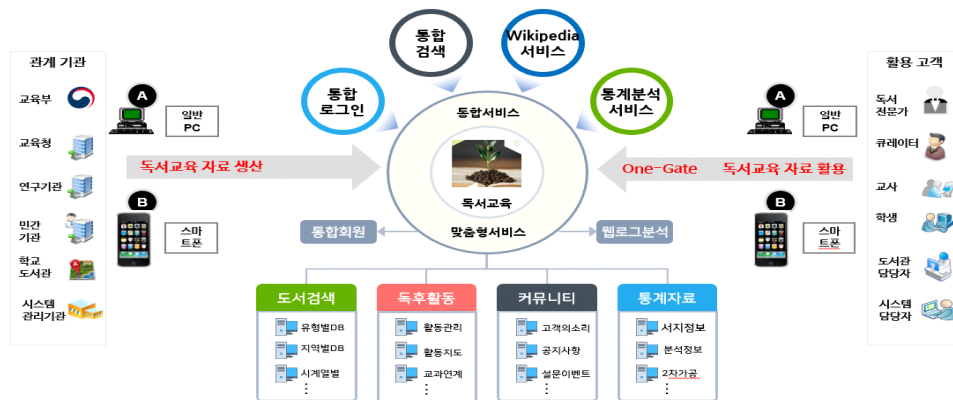 관계 기관
교육부
교육청
연구기관
민간
기관
학교
도서관
시스템
관리기관
A
일반
PC
독서교육 자료 생산
B
스마
트폰
통합
로그인
통합
검색
Wikipedia
서비스
통계분석
서비스
통합서비스
독서교육
맞춤형서비스
통합회원
웹로그분석
도서검색
유형별DB
지역별DB
시계열별
⋮
독후활동
활동관리
활동지도
교과연계
⋮
커뮤니티
고객의소리
공지사항
설문이벤트
⋮
통계자료
서지정보
분석정보
2차가공
⋮
A
일반
PC
One-Gate 독서교육 자료 활용
B
스마
트폰
활용 고객
독서
전문가
큐레이터
교사
학생
도서관
담당자
시스템
담당자